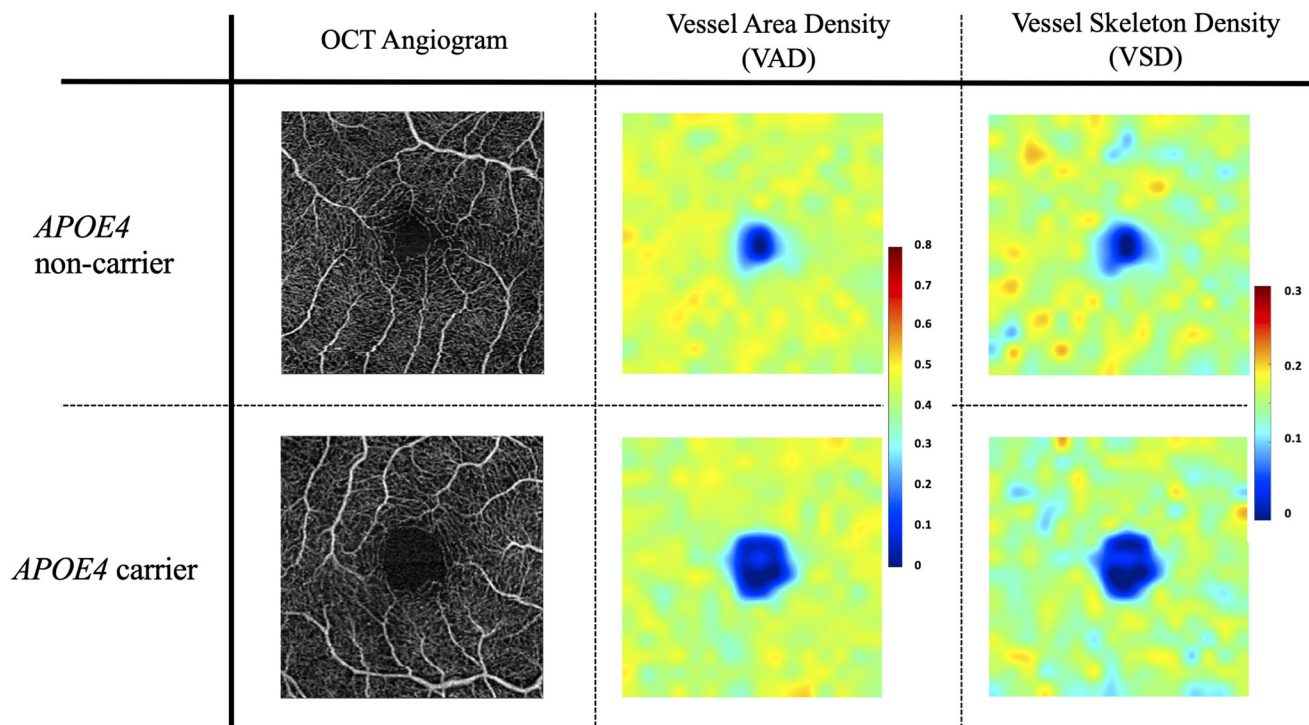 OCT Angiogram
Vessel Area Density
(VAD)
Vessel Skeleton Density
(VSD)
APOE4
non-carrier
0.8
0.7
0.6
0.5
0.4
0.3
0.2
0.1
0
0.3
0.2
0.1
0
APOE4 carrier